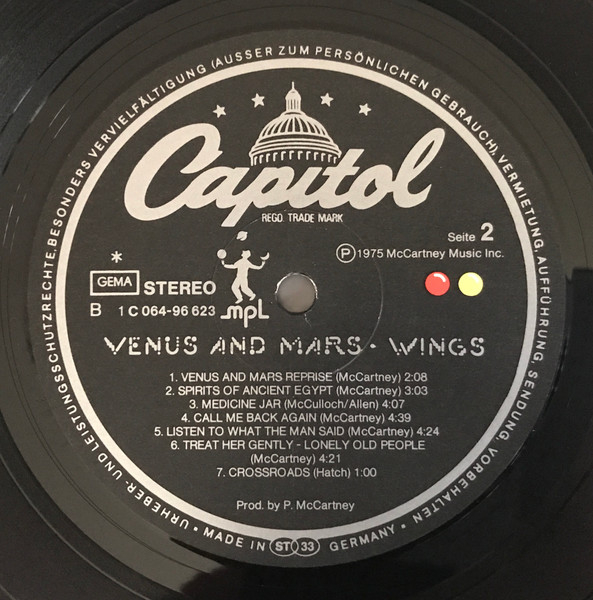 URHEBER- UND LEISTUNGSSCHUTZRECHTE, BESONDERS VERVIELFÄLTIGUNG (AUSSER ZUM PERSÖNLICHEN GEBRAUCH), VERMIETUNG, AUFFÜHRUNG, SENDUNG, VORBEHALTEN •
Capitol
REGD. TRADE MARK
Seite 2
Ⓟ 1975 McCartney Music Inc.
*
GEMA STEREO
B 1 C 064-96 623
mpL
VENUS AND MARS · WINGS
1. VENUS AND MARS REPRISE (McCartney) 2:08
2. SPIRITS OF ANCIENT EGYPT (McCartney) 3:03
3. MEDICINE JAR (McCulloch/Allen) 4:07
4. CALL ME BACK AGAIN (McCartney) 4:39
5. LISTEN TO WHAT THE MAN SAID (McCartney) 4:24
6. TREAT HER GENTLY - LONELY OLD PEOPLE
(McCartney) 4:21
7. CROSSROADS (Hatch) 1:00
Prod. by P. McCartney
• MADE IN ST 33 GERMANY •